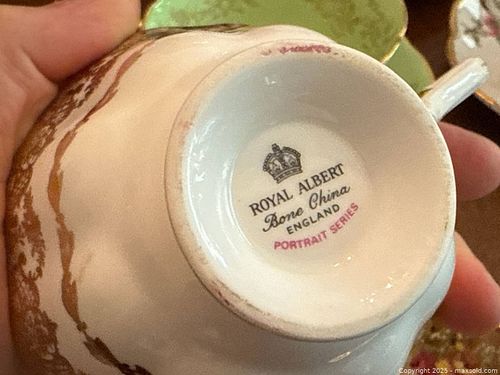 ROYAL ALBERT
Bone China
ENGLAND
PORTRAIT SERIES
Copyright 2025 - maxsold.com